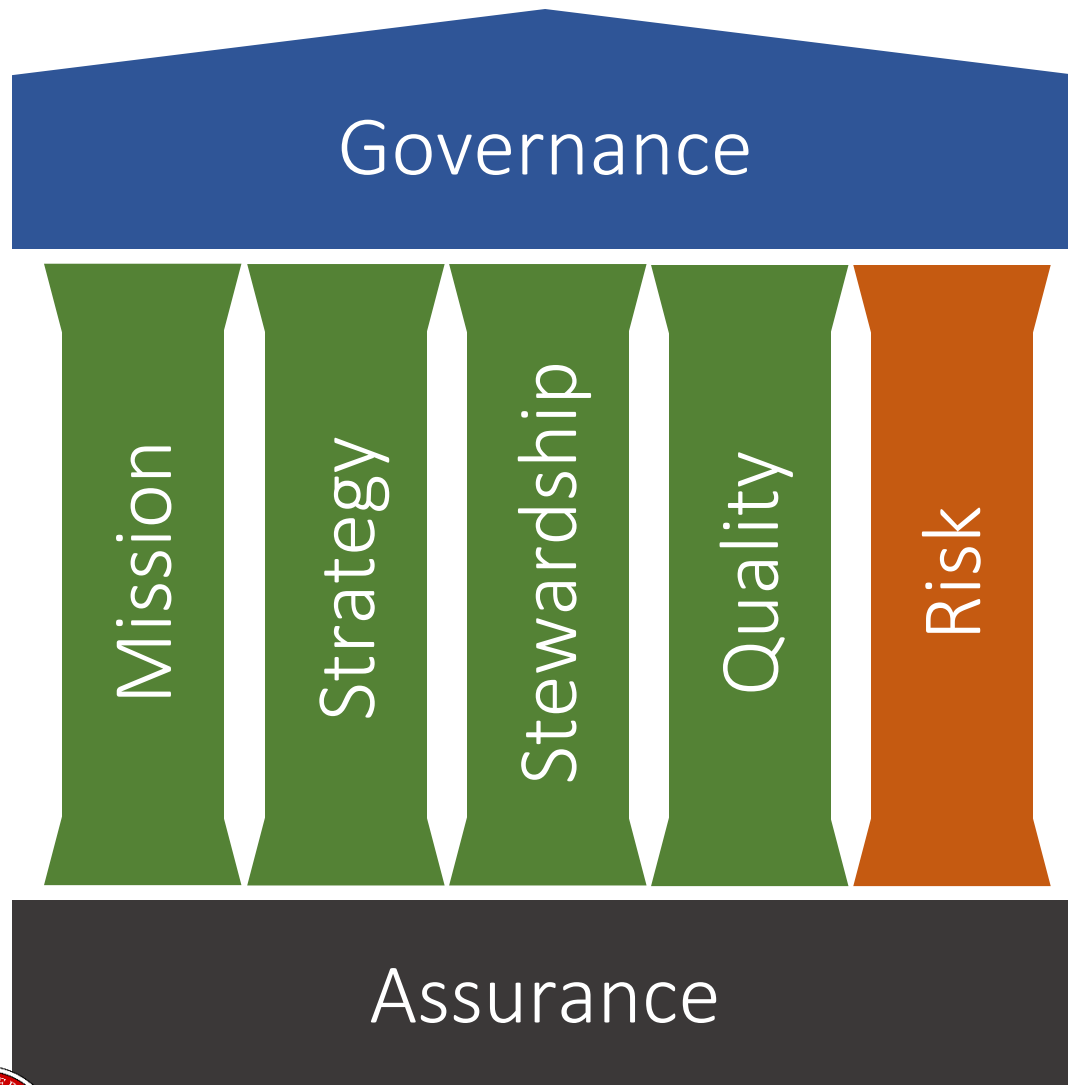 Governance
Mission
Strategy
Stewardship
Quality
Risk
Assurance